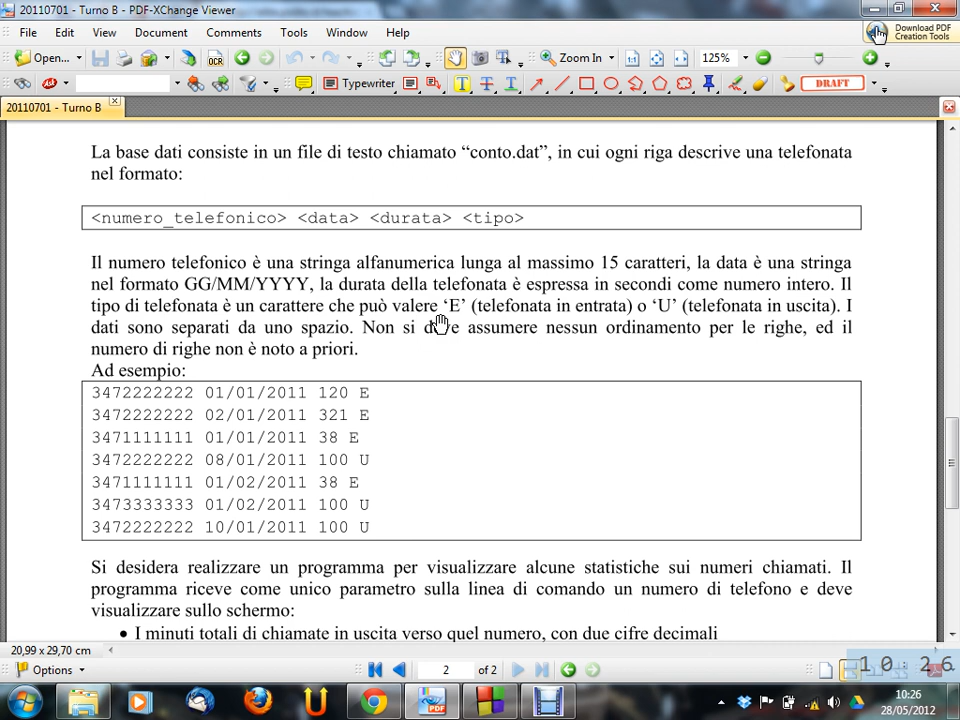 20110701 - Turno B - PDF-XChange Viewer
File Edit View Document Comments Tools Window Help
Download PDF
Creation Tools
Open... OCR Zoom In 125%
Typewriter DRAFT
20110701 - Turno B
La base dati consiste in un file di testo chiamato “conto.dat”, in cui ogni riga descrive una telefonata
nel formato:
<numero_telefonico> <data> <durata> <tipo>
Il numero telefonico è una stringa alfanumerica lunga al massimo 15 caratteri, la data è una stringa
nel formato GG/MM/YYYY, la durata della telefonata è espressa in secondi come numero intero. Il
tipo di telefonata è un carattere che può valere ‘E’ (telefonata in entrata) o ‘U’ (telefonata in uscita). I
dati sono separati da uno spazio. Non si deve assumere nessun ordinamento per le righe, ed il
numero di righe non è noto a priori.
Ad esempio:
3472222222 01/01/2011 120 E
3472222222 02/01/2011 321 E
3471111111 01/01/2011 38 E
3472222222 08/01/2011 100 U
3471111111 01/02/2011 38 E
3473333333 01/02/2011 100 U
3472222222 10/01/2011 100 U
Si desidera realizzare un programma per visualizzare alcune statistiche sui numeri chiamati. Il
programma riceve come unico parametro sulla linea di comando un numero di telefono e deve
visualizzare sullo schermo:
• I minuti totali di chiamate in uscita verso quel numero, con due cifre decimali
20,99 x 29,70 cm
Options 2 of 2
10:26
10:26
28/05/2012